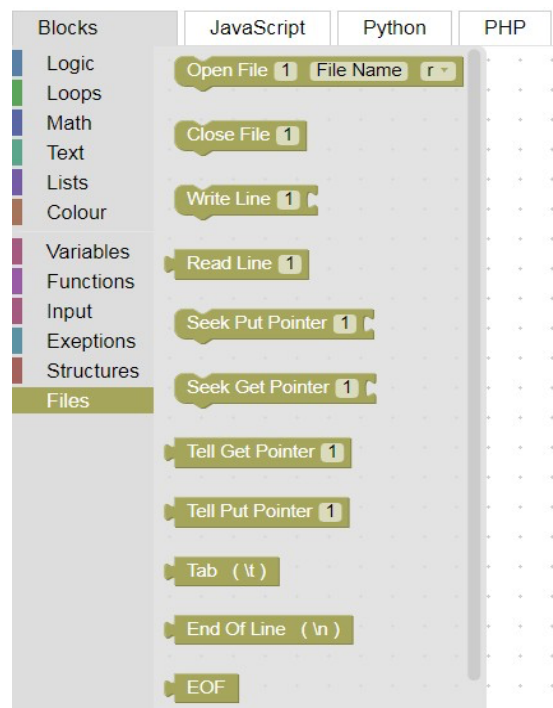 Blocks JavaScript Python PHP
Logic
Loops
Math
Text
Lists
Colour
Variables
Functions
Input
Exeptions
Structures
Files
Open File 1 File Name r
Close File 1
Write Line 1
Read Line 1
Seek Put Pointer 1
Seek Get Pointer 1
Tell Get Pointer 1
Tell Put Pointer 1
Tab ( \t )
End Of Line ( \n )
EOF